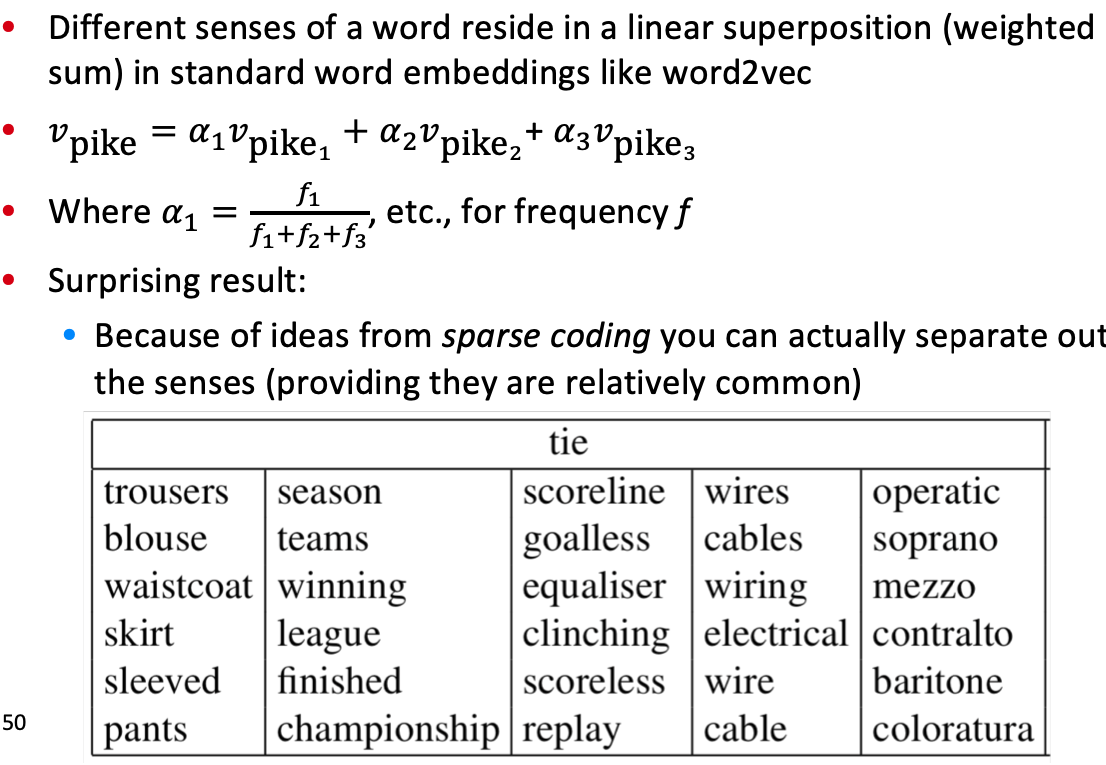 • Different senses of a word reside in a linear superposition (weighted
sum) in standard word embeddings like word2vec
• v_pike = α₁v_pike₁ + α₂v_pike₂ + α₃v_pike₃
• Where α₁ = f₁/(f₁+f₂+f₃), etc., for frequency f
• Surprising result:
• Because of ideas from sparse coding you can actually separate out
the senses (providing they are relatively common)
tie
trousers season scoreline wires operatic
blouse teams goalless cables soprano
waistcoat winning equaliser wiring mezzo
skirt league clinching electrical contralto
sleeved finished scoreless wire baritone
pants championship replay cable coloratura
50